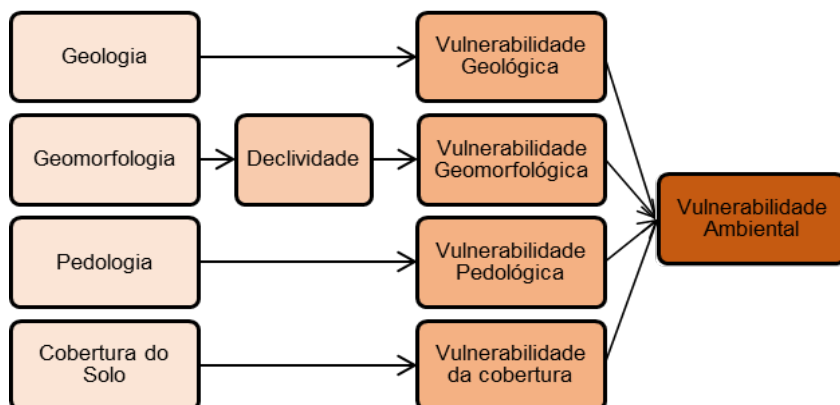 Geologia
Vulnerabilidade
Geológica
Geomorfologia
Declividade
Vulnerabilidade
Geomorfológica
Vulnerabilidade
Ambiental
Pedologia
Vulnerabilidade
Pedológica
Cobertura do
Solo
Vulnerabilidade
da cobertura